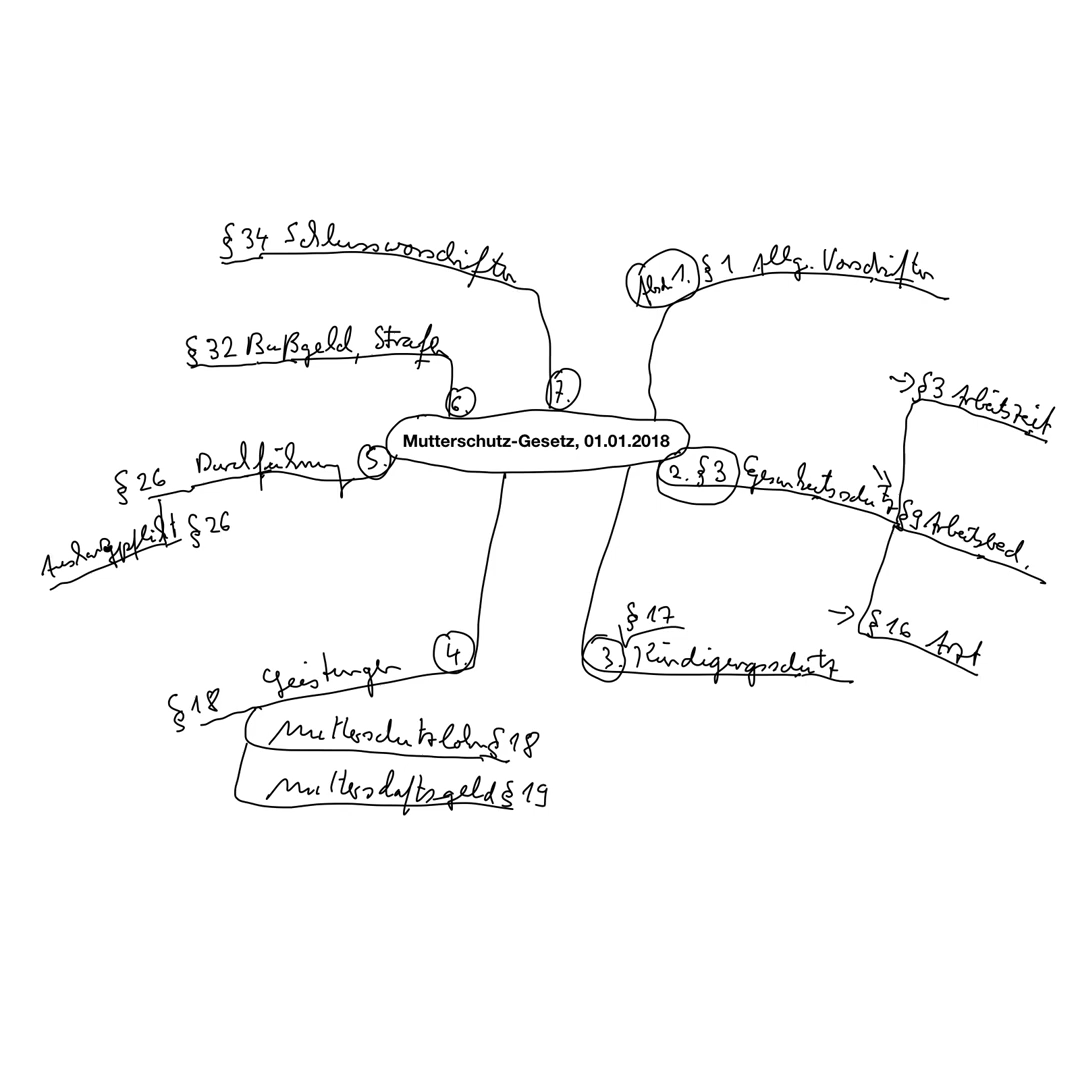 Mutterschutz-Gesetz, 01.01.2018
Abschn 1. § 1 Allg. Vorschriften
2. § 3 Gesundheitsschutz
→ § 3 Arbeitszeit
§ 9 Arbeitsbed.
→ § 16 Arzt
§ 17
3. Kündigungsschutz
4. Leistungen
§ 18
Mutterschutzlohn § 18
Mutterschaftsgeld § 19
5. Durchführung
§ 26
Aushangpflicht § 26
6. § 32 Bußgeld, Strafen
7. § 34 Schlussvorschriften